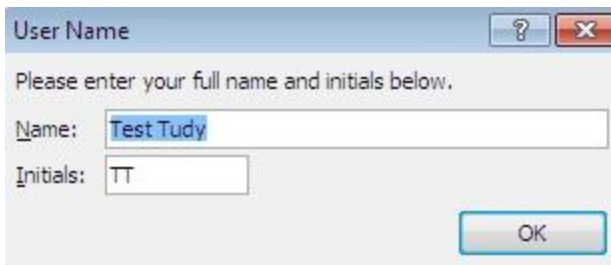 User Name
?
Please enter your full name and initials below.
Name: Test Tudy
Initials: TT
OK